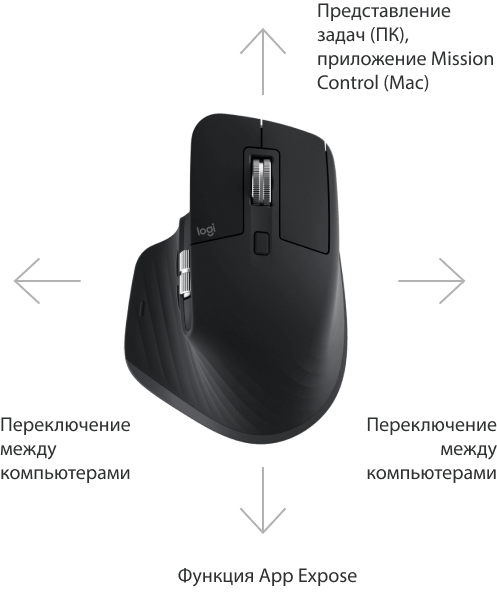 Представление
задач (ПК),
приложение Mission
Control (Mac)
logi
Переключение
между
компьютерами
Переключение
между
компьютерами
Функция App Expose